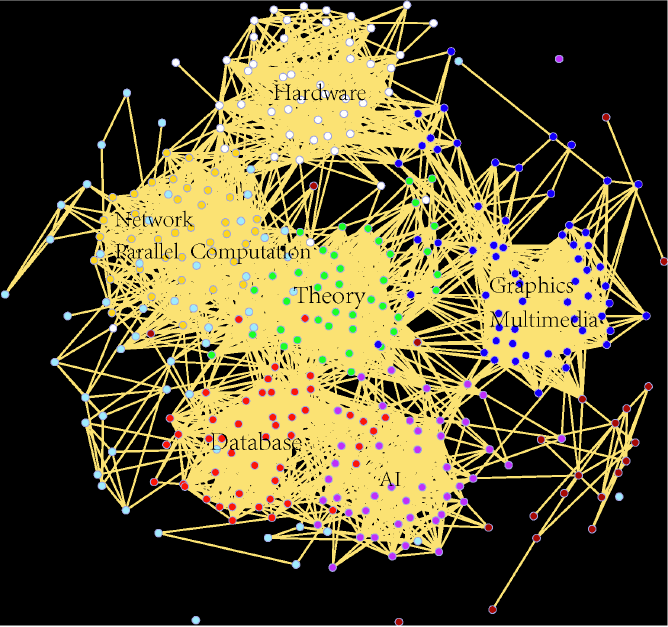 Hardware
Network
Parallel Computation
Theory
Graphics
Multimedia
Database
AI